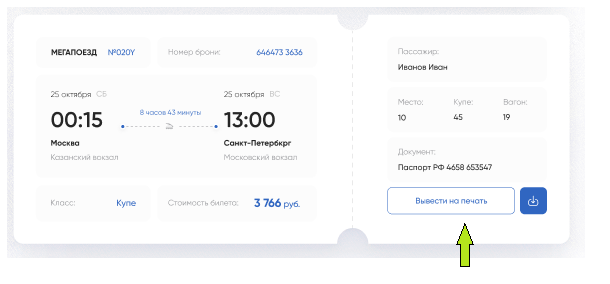 МЕГАПОЕЗД №020Y
Номер брони: 646473 3636
25 октября СБ
25 октября ВС
00:15
8 часов 43 минуты
13:00
Москва
Казанский вокзал
Санкт-Петербкрг
Московский вокзал
Класс: Купе
Стоимость билета: 3 766 руб.
Пассажир:
Иванов Иван
Место: Купе: Вагон:
10 45 19
Документ:
Паспорт РФ 4658 653547
Вывести на печать